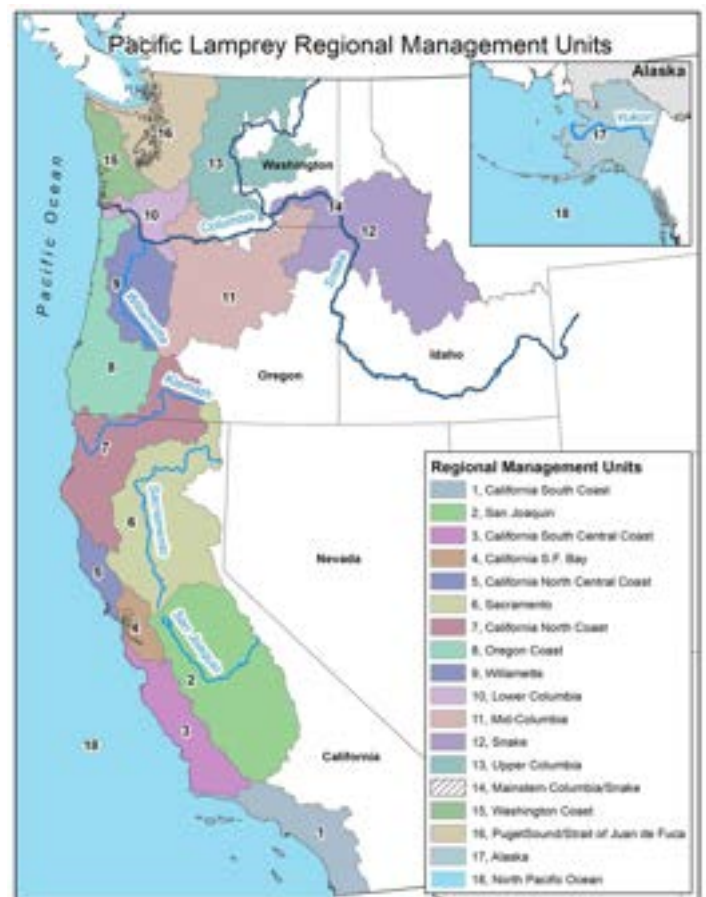 Pacific Lamprey Regional Management Units
Alaska
Yukon
17
18
Pacific Ocean
16
15
13
Washington
14
10
Columbia
12
Snake
9
11
Willamette
8
Idaho
Oregon
Klamath
7
6
Sacramento
5
Nevada
4
San Joaquin
2
3
18
California
1
Regional Management Units
1, California South Coast
2, San Joaquin
3, California South Central Coast
4, California S.F. Bay
5, California North Central Coast
6, Sacramento
7, California North Coast
8, Oregon Coast
9, Willamette
10, Lower Columbia
11, Mid-Columbia
12, Snake
13, Upper Columbia
14, Mainstem Columbia/Snake
15, Washington Coast
16, PugetSound/Strait of Juan de Fuca
17, Alaska
18, North Pacific Ocean